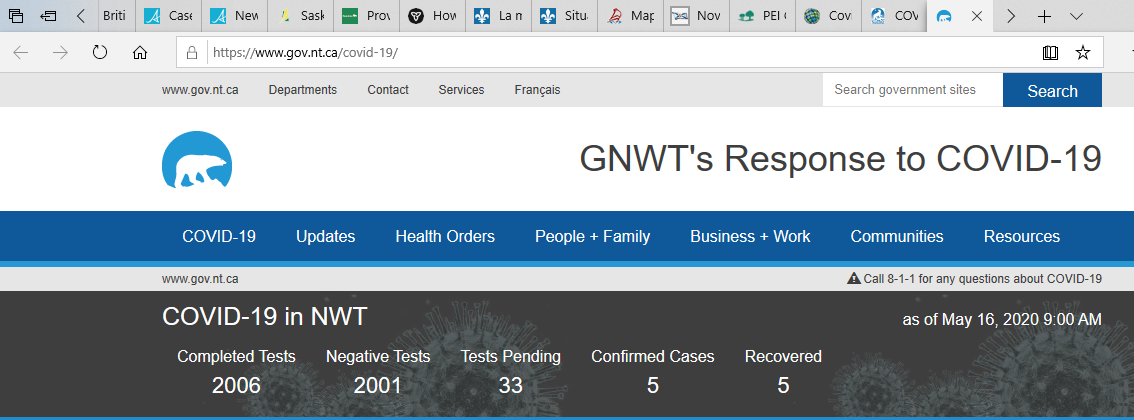 Briti Case New Sask Prov How La m Situ Map Nov PEI Covi COV
https://www.gov.nt.ca/covid-19/
www.gov.nt.ca Departments Contact Services Français Search government sites Search
GNWT's Response to COVID-19
COVID-19 Updates Health Orders People + Family Business + Work Communities Resources
www.gov.nt.ca Call 8-1-1 for any questions about COVID-19
COVID-19 in NWT as of May 16, 2020 9:00 AM
Completed Tests Negative Tests Tests Pending Confirmed Cases Recovered
2006 2001 33 5 5